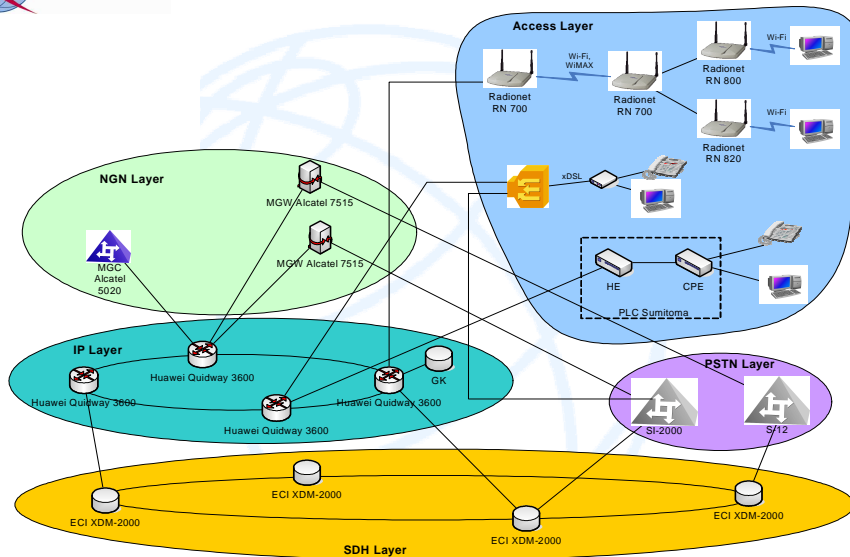 Access Layer
Wi-Fi,
WiMAX
Wi-Fi
Radionet
RN 700
Radionet
RN 700
Radionet
RN 800
Wi-Fi
Radionet
RN 820
xDSL
HE
CPE
PLC Sumitoma
NGN Layer
MGW Alcatel 7515
MGW Alcatel 7515
MGC
Alcatel
5020
IP Layer
Huawei Quidway 3600
Huawei Quidway 3600
Huawei Quidway 3600
Huawei Quidway 3600
GK
PSTN Layer
SI-2000
S-12
ECI XDM-2000
ECI XDM-2000
ECI XDM-2000
ECI XDM-2000
SDH Layer